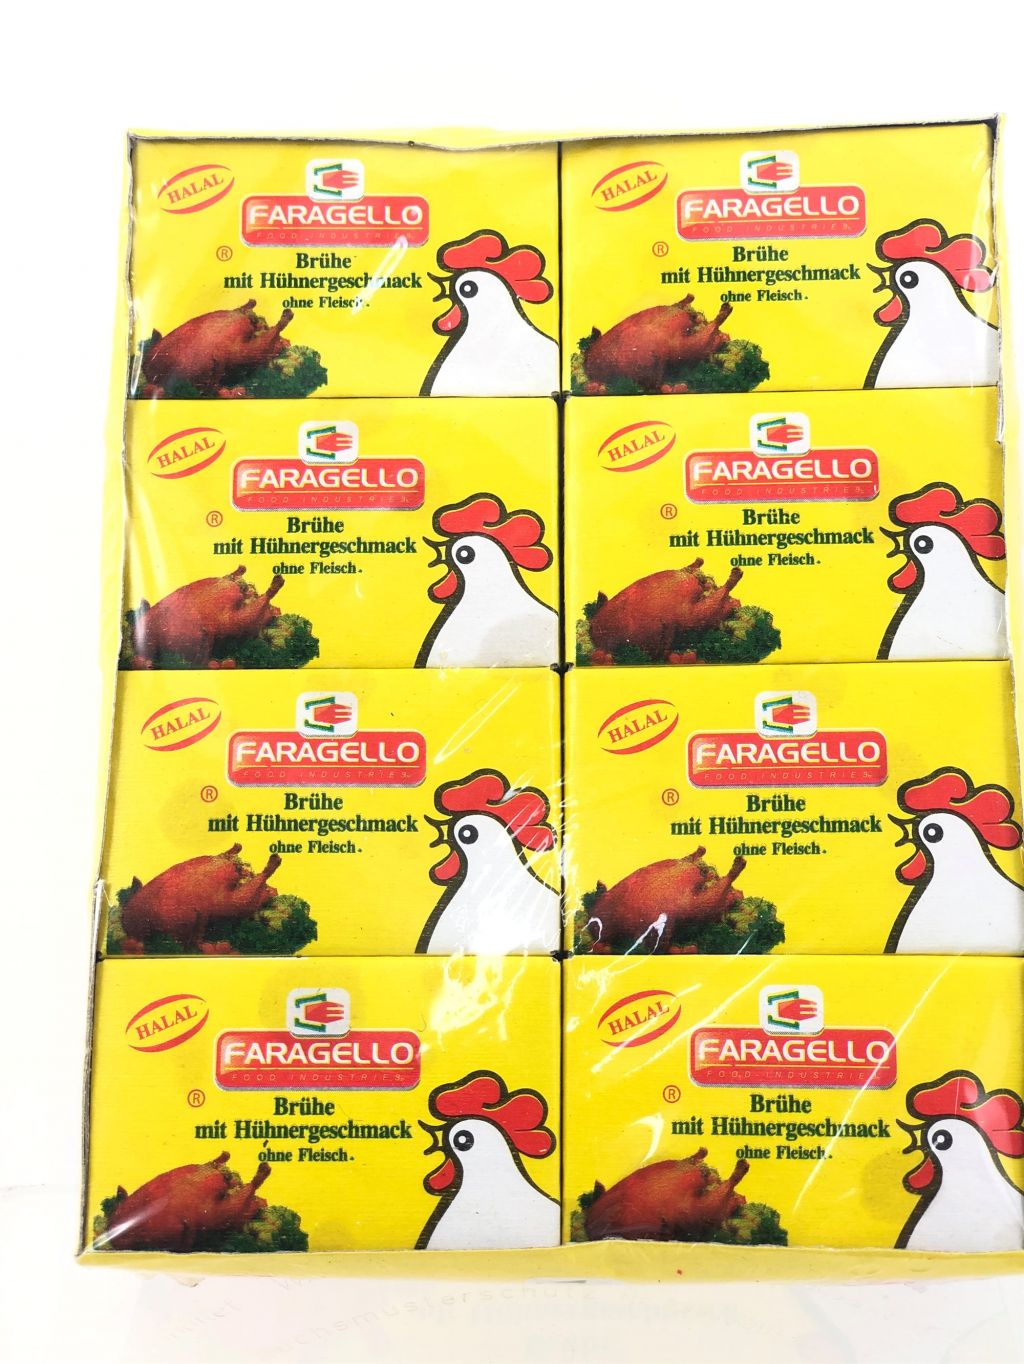 HALAL
FARAGELLO
FOOD INDUSTRIES
®
Brühe
mit Hühnergeschmack
ohne Fleisch.
HALAL
FARAGELLO
FOOD INDUSTRIES
®
Brühe
mit Hühnergeschmack
ohne Fleisch.
HALAL
FARAGELLO
FOOD INDUSTRIES
®
Brühe
mit Hühnergeschmack
ohne Fleisch.
HALAL
FARAGELLO
FOOD INDUSTRIES
®
Brühe
mit Hühnergeschmack
ohne Fleisch.
HALAL
FARAGELLO
FOOD INDUSTRIES
®
Brühe
mit Hühnergeschmack
ohne Fleisch.
HALAL
FARAGELLO
FOOD INDUSTRIES
®
Brühe
mit Hühnergeschmack
ohne Fleisch.
HALAL
FARAGELLO
FOOD INDUSTRIES
®
Brühe
mit Hühnergeschmack
ohne Fleisch.
HALAL
FARAGELLO
FOOD INDUSTRIES
®
Brühe
mit Hühnergeschmack
ohne Fleisch.